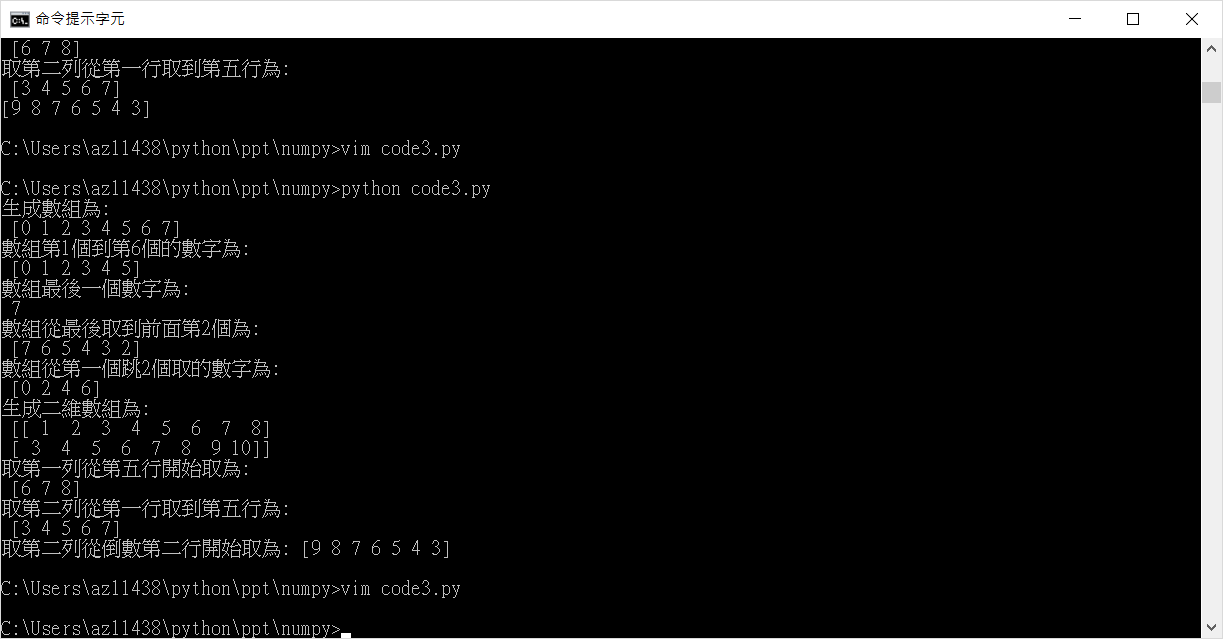 命令提示字元
[6 7 8]
取第二列從第一行取到第五行為:
[3 4 5 6 7]
[9 8 7 6 5 4 3]
C:\Users\az11438\python\ppt\numpy>vim code3.py
C:\Users\az11438\python\ppt\numpy>python code3.py
生成數組為:
[0 1 2 3 4 5 6 7]
數組第1個到第6個的數字為:
[0 1 2 3 4 5]
數組最後一個數字為:
7
數組從最後取到前面第2個為:
[7 6 5 4 3 2]
數組從第一個跳2個取的數字為:
[0 2 4 6]
生成二維數組為:
[[ 1  2  3  4  5  6  7  8]
[ 3  4  5  6  7  8  9 10]]
取第一列從第五行開始取為:
[6 7 8]
取第二列從第一行取到第五行為:
[3 4 5 6 7]
取第二列從倒數第二行開始取為: [9 8 7 6 5 4 3]
C:\Users\az11438\python\ppt\numpy>vim code3.py
C:\Users\az11438\python\ppt\numpy>